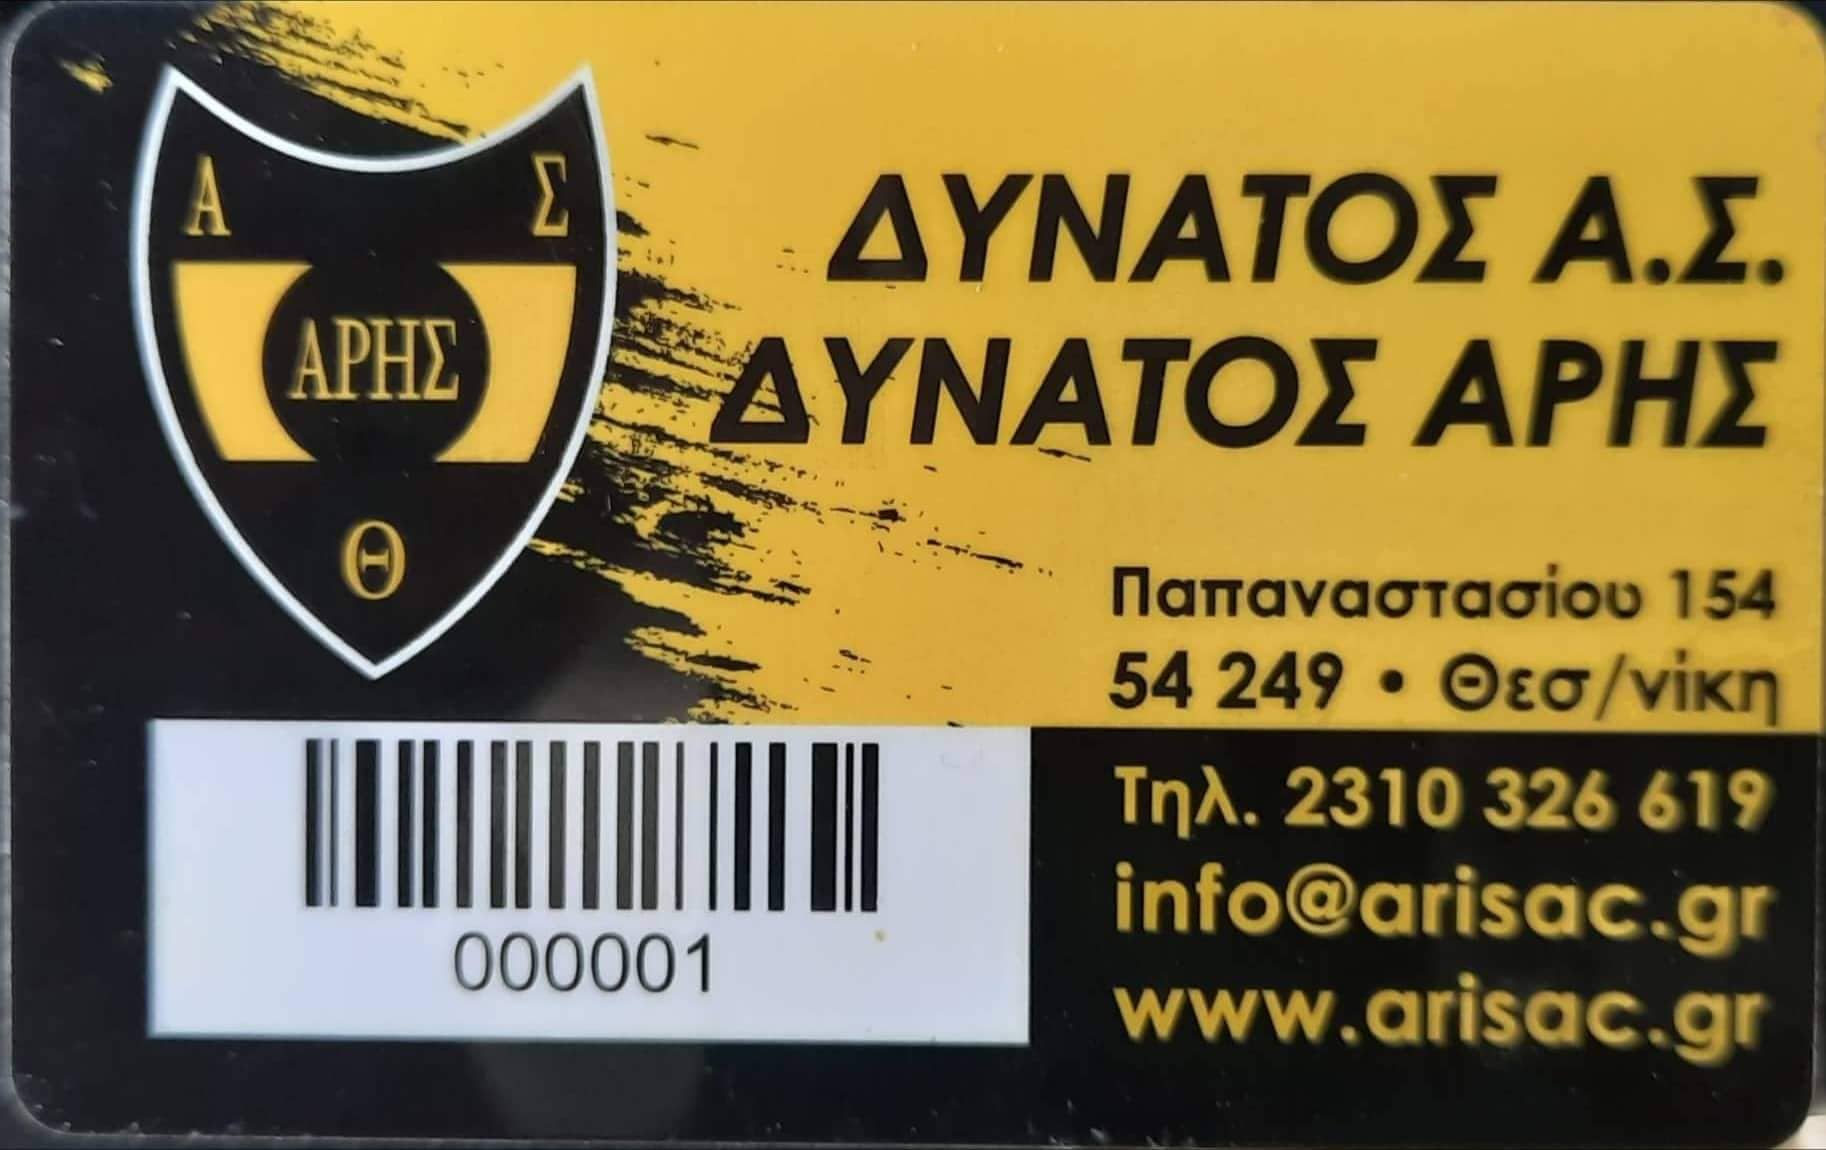 Α Σ
ΑΡΗΣ
Θ
ΔΥΝΑΤΟΣ Α.Σ.
ΔΥΝΑΤΟΣ ΑΡΗΣ
Παπαναστασίου 154
54 249 • Θεσ/νίκη
Τηλ. 2310 326 619
info@arisac.gr
www.arisac.gr
000001